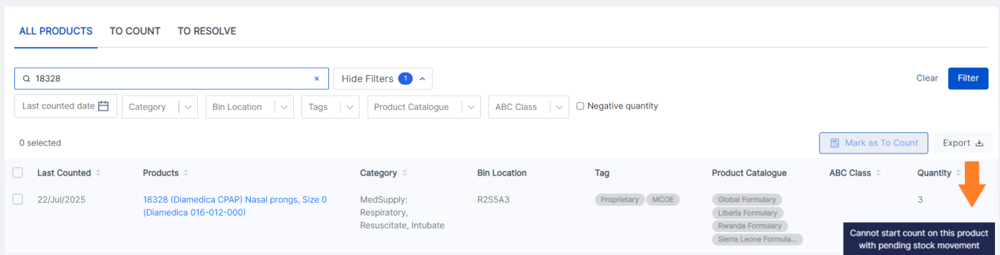 ALL PRODUCTS TO COUNT TO RESOLVE
18328 × Hide Filters 1 Clear Filter
Last counted date Category Bin Location Tags Product Catalogue ABC Class Negative quantity
0 selected Mark as To Count Export
Last Counted Products Category Bin Location Tag Product Catalogue ABC Class Quantity
22/Jul/2025 18328 (Diamedica CPAP) Nasal prongs, Size 0 MedSupply: R2S5A3 Proprietary MCOE Global Formulary 3
(Diamedica 016-012-000) Respiratory, Liberia Formulary
Resuscitate, Intubate Rwanda Formulary
Sierra Leone Formula...
Cannot start count on this product
with pending stock movement